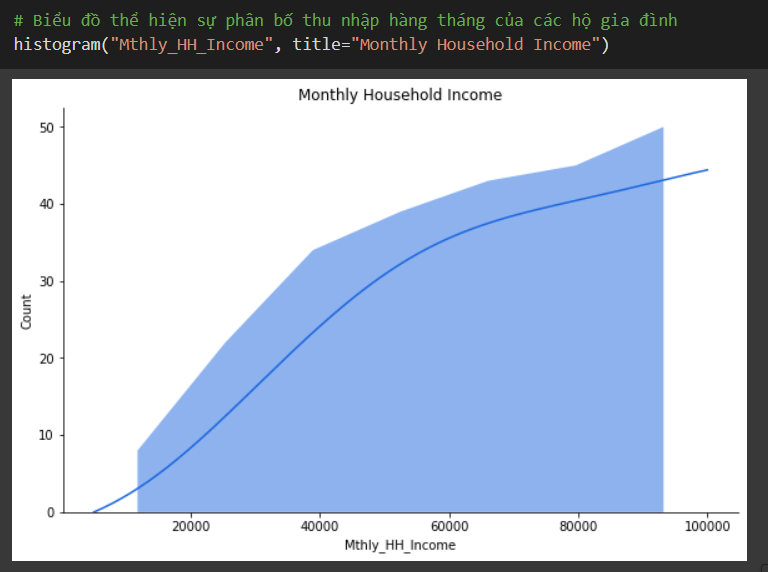 # Biểu đồ thể hiện sự phân bố thu nhập hàng tháng của các hộ gia đình
histogram("Mthly_HH_Income", title="Monthly Household Income")
Monthly Household Income
50
40
30
20
10
0
Count
20000
40000
60000
80000
100000
Mthly_HH_Income